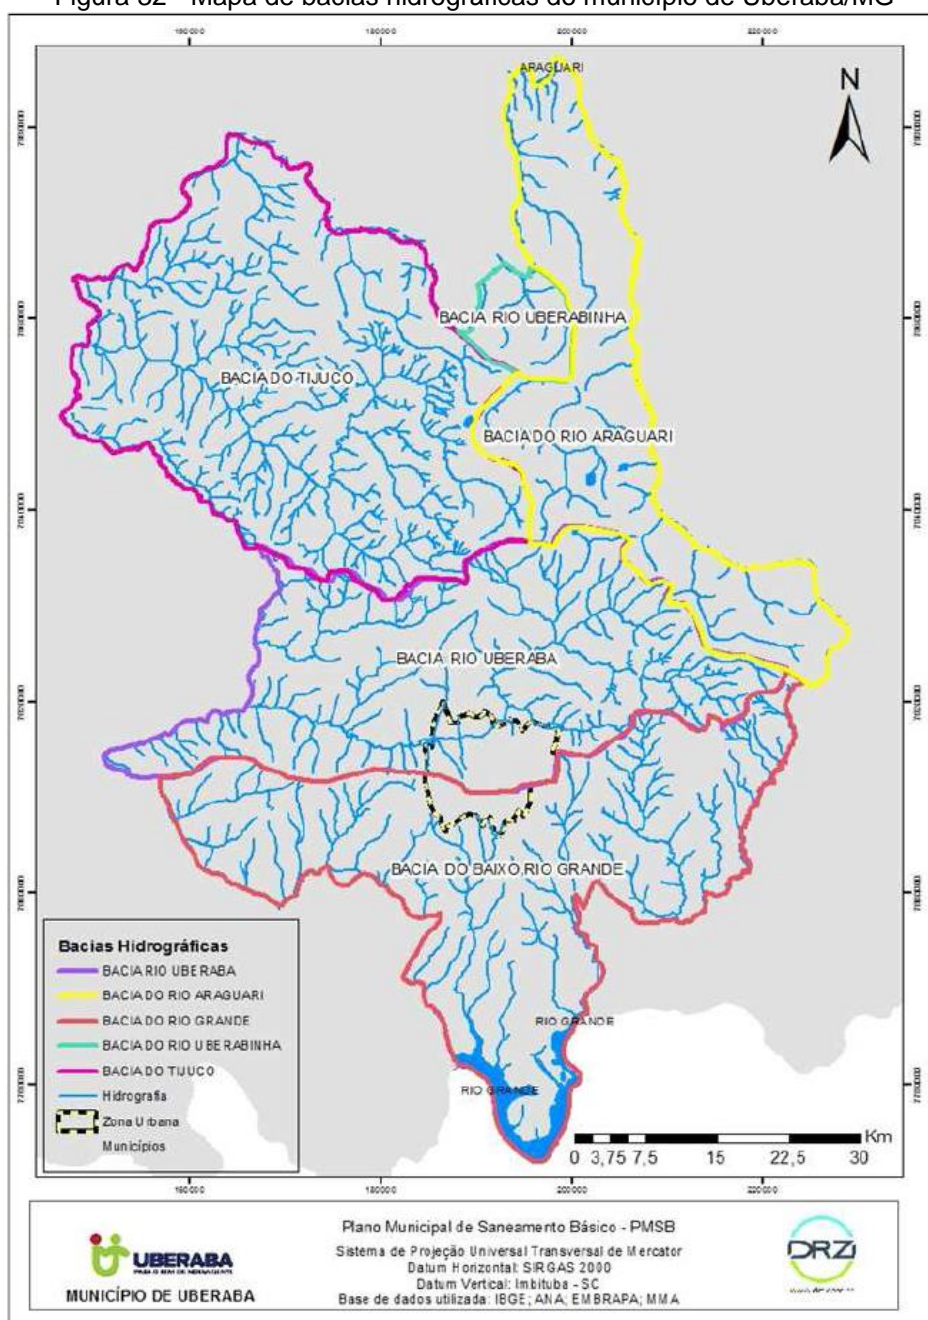 Figura 32 - Mapa de bacias hidrográficas do município de Uberaba/MG
ARAGUARI
N
BACIA RIO UBERABINHA
BACIA DO TIJUCO
BACIA DO RIO ARAGUARI
BACIA RIO UBERABA
BACIA DO BAIXO RIO GRANDE
RIO GRANDE
RIO GRANDE
Bacias Hidrográficas
BACIA RIO UBERABA
BACIA DO RIO ARAGUARI
BACIA DO RIO GRANDE
BACIA DO RIO UBERABINHA
BACIA DO TIJUCO
Hidrografia
Zona Urbana
Municípios
Km
0 3,75 7,5 15 22,5 30
UBERABA
MUNICÍPIO DE UBERABA
Plano Municipal de Saneamento Básico - PMSB
Sistema de Projeção Universal Transversal de Mercator
Datum Horizontal: SIRGAS 2000
Datum Vertical: Imbituba - SC
Base de dados utilizada: IBGE; ANA; EMBRAPA; MMA
DRZ